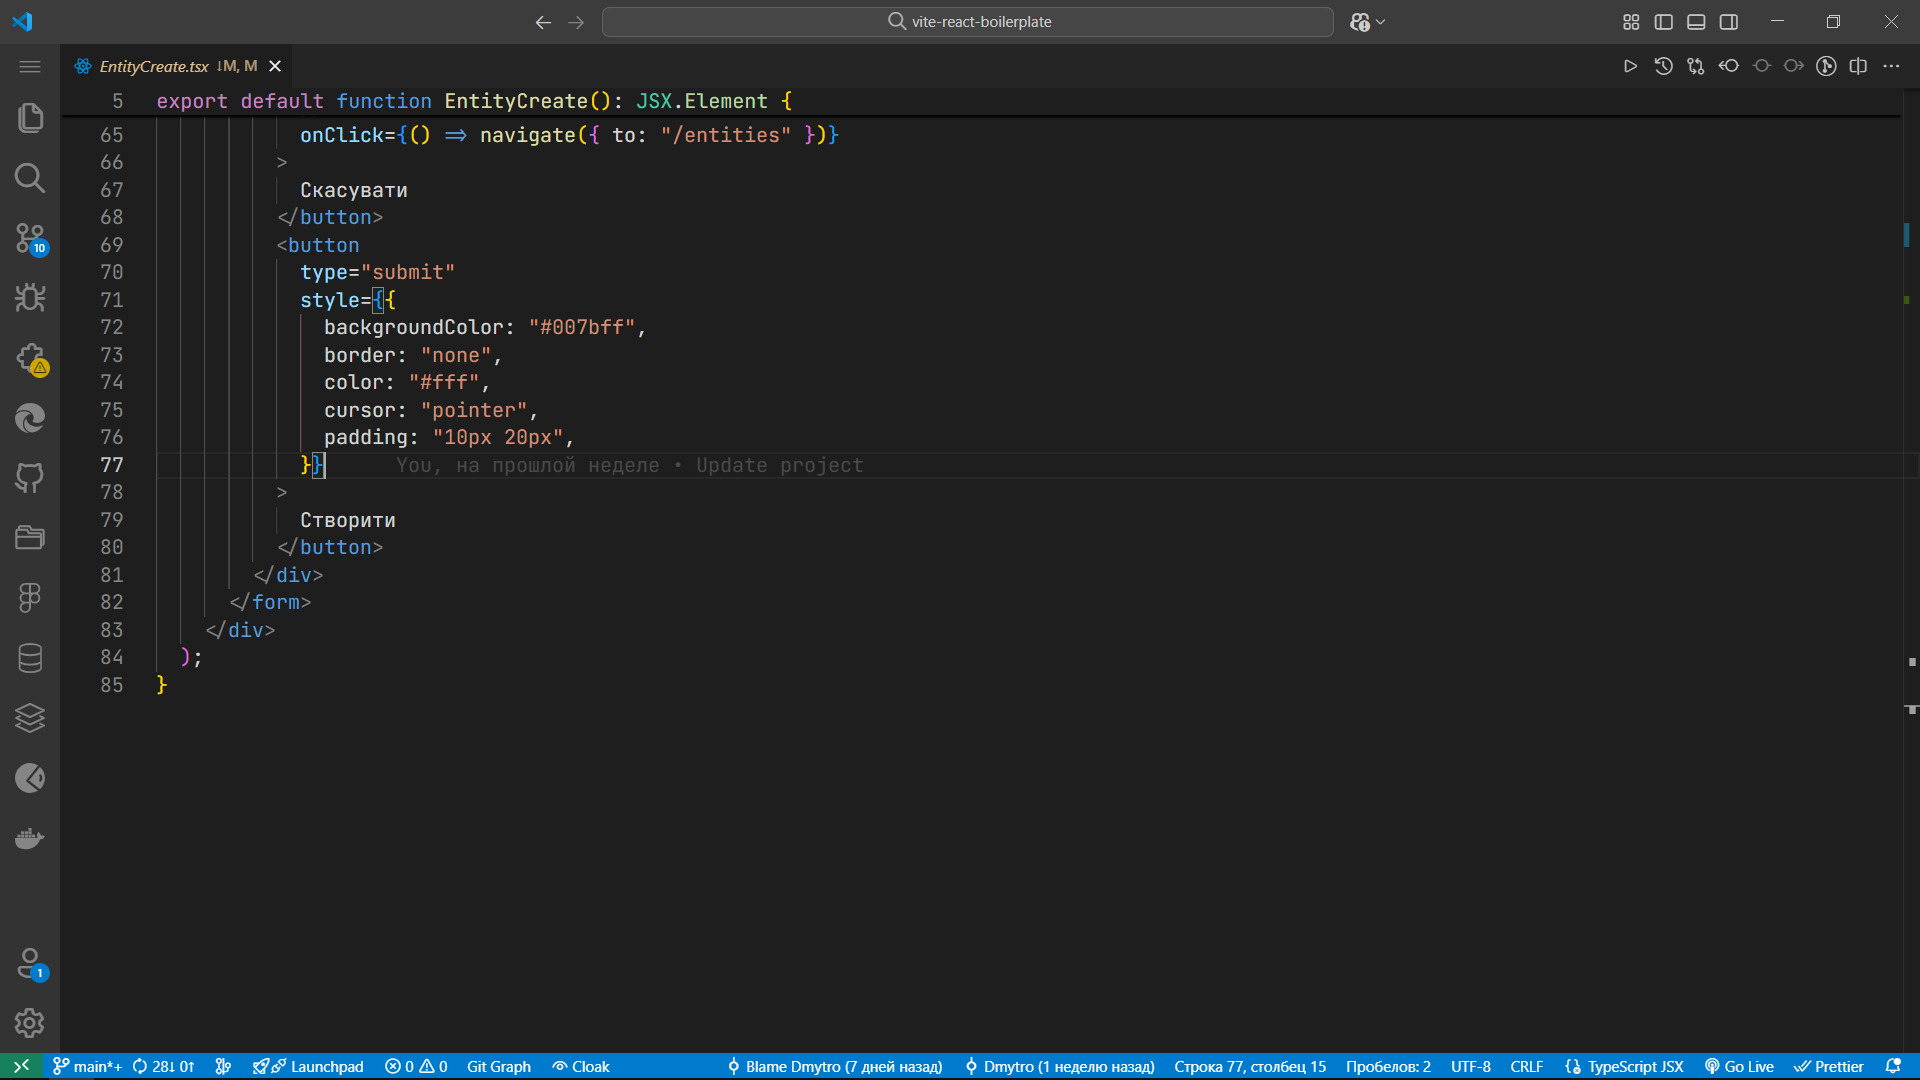 vite-react-boilerplate
EntityCreate.tsx ↓M, M
5 export default function EntityCreate(): JSX.Element {
65 onClick={() => navigate({ to: "/entities" })}
66 >
67 Скасувати
68 </button>
69 <button
70 type="submit"
71 style={{
72 backgroundColor: "#007bff",
73 border: "none",
74 color: "#fff",
75 cursor: "pointer",
76 padding: "10px 20px",
77 }} You, на прошлой неделе • Update project
78 >
79 Створити
80 </button>
81 </div>
82 </form>
83 </div>
84 );
85 }
10
1
main*+ 28↓ 0↑ Launchpad 0 0 Git Graph Cloak Blame Dmytro (7 дней назад) Dmytro (1 неделю назад) Строка 77, столбец 15 Пробелов: 2 UTF-8 CRLF TypeScript JSX Go Live Prettier